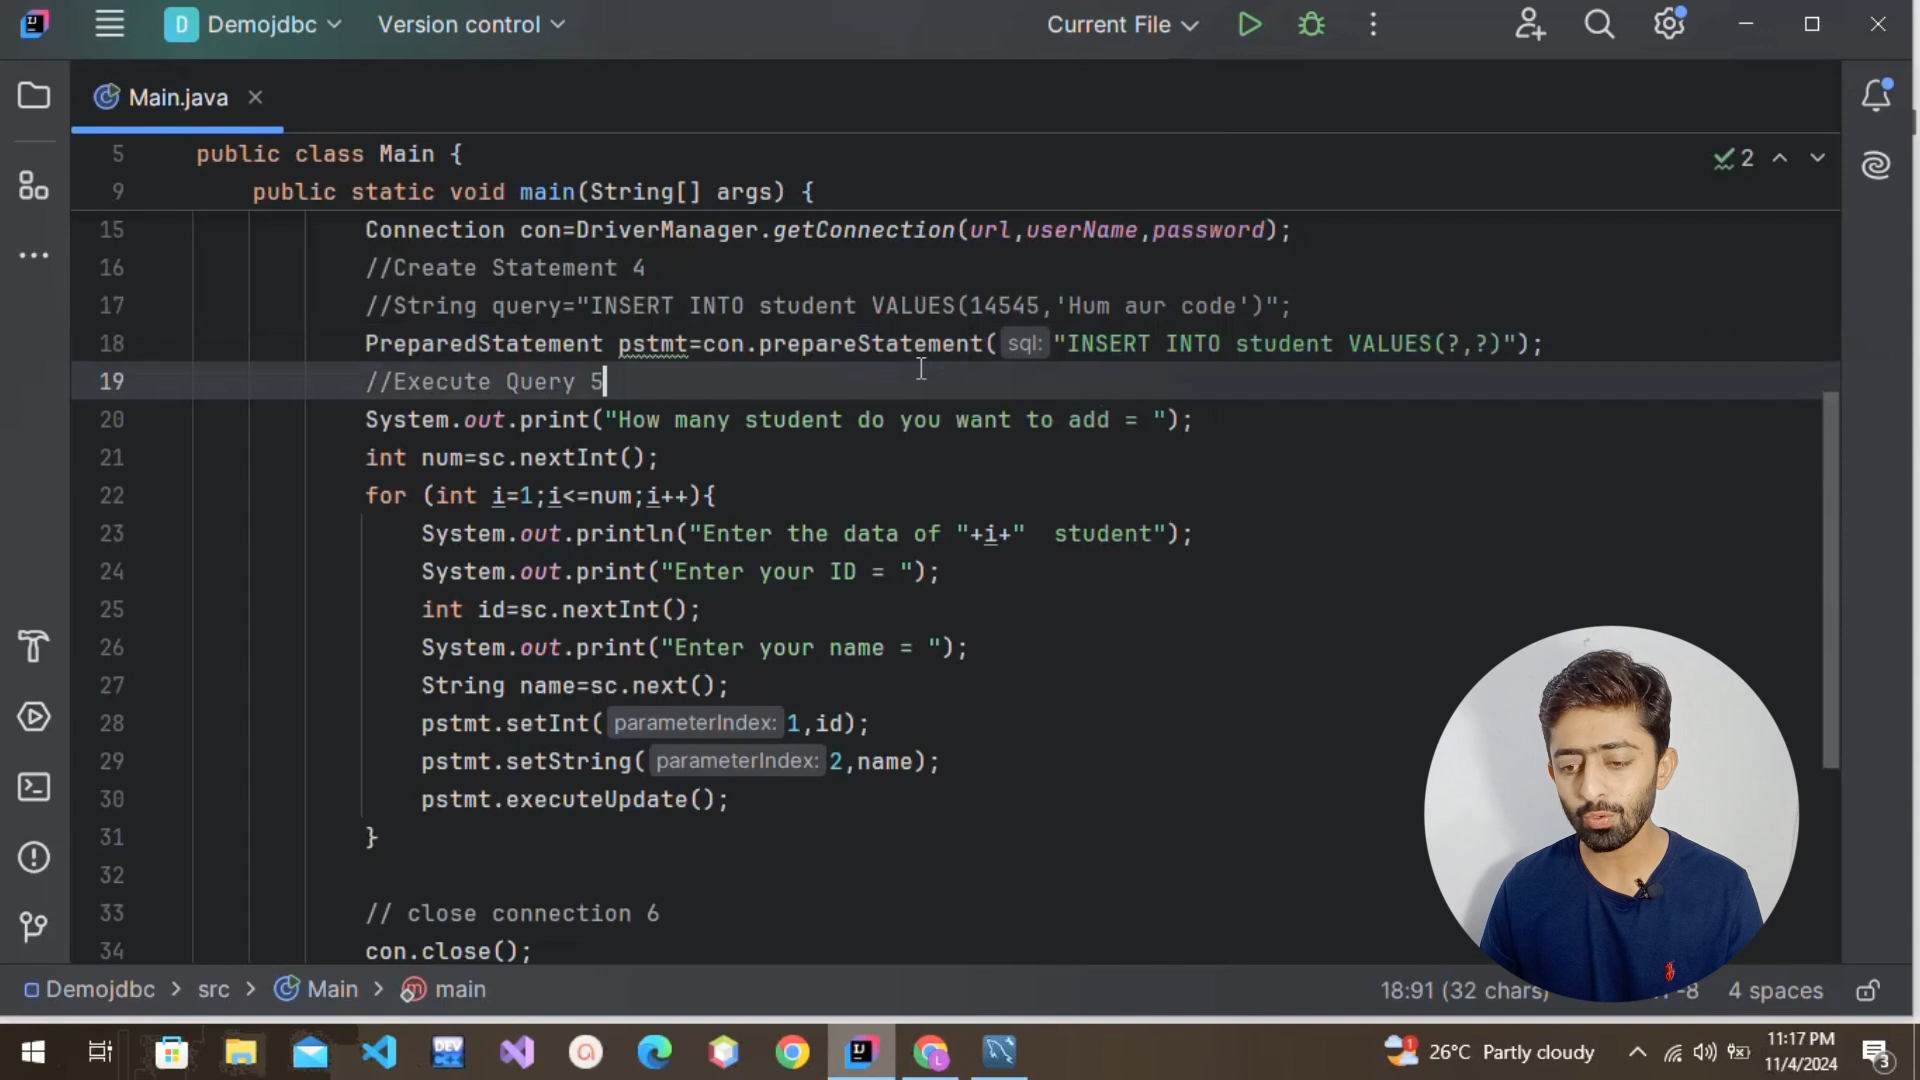 D Demojdbc Version control Current File
Main.java
5 public class Main {
9 public static void main(String[] args) {
2
15 Connection con=DriverManager.getConnection(url,userName,password);
16 //Create Statement 4
17 //String query="INSERT INTO student VALUES(14545,'Hum aur code')";
18 PreparedStatement pstmt=con.prepareStatement( sql: "INSERT INTO student VALUES(?,?)");
19 //Execute Query 5
20 System.out.print("How many student do you want to add = ");
21 int num=sc.nextInt();
22 for (int i=1;i<=num;i++){
23 System.out.println("Enter the data of "+i+"  student");
24 System.out.print("Enter your ID = ");
25 int id=sc.nextInt();
26 System.out.print("Enter your name = ");
27 String name=sc.next();
28 pstmt.setInt( parameterIndex: 1,id);
29 pstmt.setString( parameterIndex: 2,name);
30 pstmt.executeUpdate();
31 }
32
33 // close connection 6
34 con.close();
Demojdbc > src > Main > main 18:91 (32 chars) -8 4 spaces
DEV 1 26°C Partly cloudy 11:17 PM
11/4/2024 3